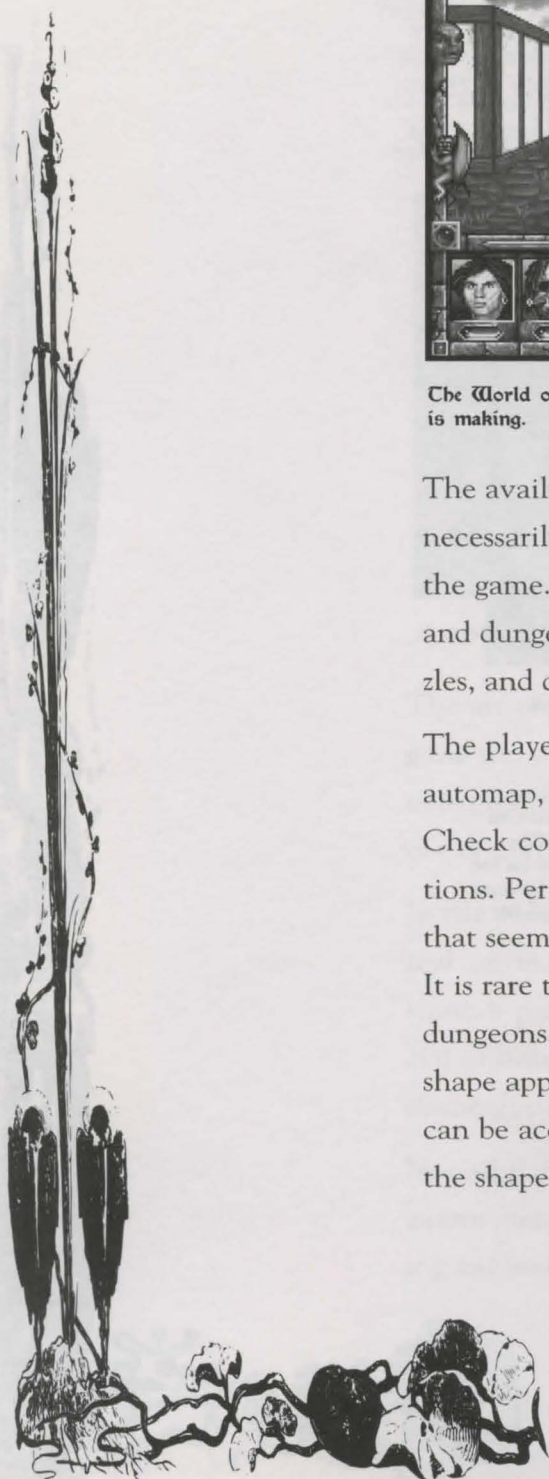 The World o
is making.
The avail
necessaril
the game.
and dunge
zles, and c
The playe
automap,
Check co
tions. Per
that seem
It is rare t
dungeons
shape app
can be acc
the shape